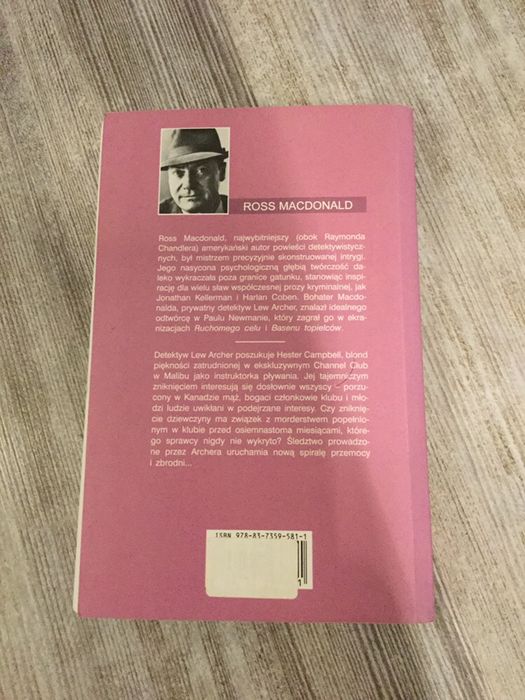 ROSS MACDONALD
Ross Macdonald, najwybitniejszy (obok Raymonda
Chandlera) amerykański autor powieści detektywistycz-
nych, był mistrzem precyzyjnie skonstruowanej intrygi.
Jego nasycona psychologiczną głębią twórczość da-
leko wykraczała poza granice gatunku, stanowiąc inspi-
rację dla wielu sław współczesnej prozy kryminalnej, jak
Jonathan Kellerman i Harlan Coben. Bohater Macdo-
nalda, prywatny detektyw Lew Archer, znalazł idealnego
odtwórcę w Paulu Newmanie, który zagrał go w ekra-
nizacjach Ruchomego celu i Basenu topielców.
Detektyw Lew Archer poszukuje Hester Campbell, blond
piękności zatrudnionej w ekskluzywnym Channel Club
w Malibu jako instruktorka pływania. Jej tajemniczym
zniknięciem interesują się dosłownie wszyscy – porzu-
cony w Kanadzie mąż, bogaci członkowie klubu i mło-
dzi ludzie uwikłani w podejrzane interesy. Czy zniknię-
cie dziewczyny ma związek z morderstwem popełnio-
nym w klubie przed osiemnastoma miesiącami, które-
go sprawcy nigdy nie wykryto? Śledztwo prowadzo-
ne przez Archera uruchamia nową spiralę przemocy
i zbrodni...
ISBN 978-83-7359-581-1
1